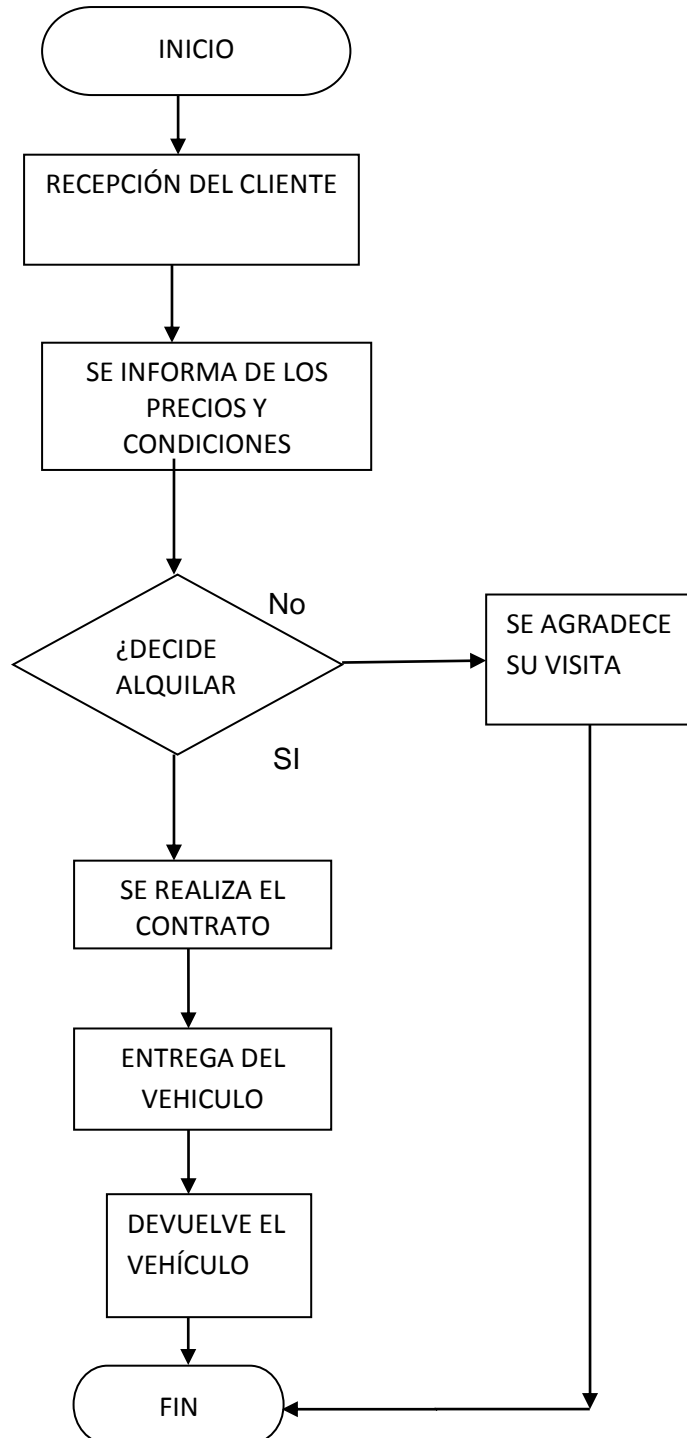 INICIO
RECEPCIÓN DEL CLIENTE
SE INFORMA DE LOS
PRECIOS Y
CONDICIONES
No
¿DECIDE
ALQUILAR
SE AGRADECE
SU VISITA
SI
SE REALIZA EL
CONTRATO
ENTREGA DEL
VEHICULO
DEVUELVE EL
VEHÍCULO
FIN